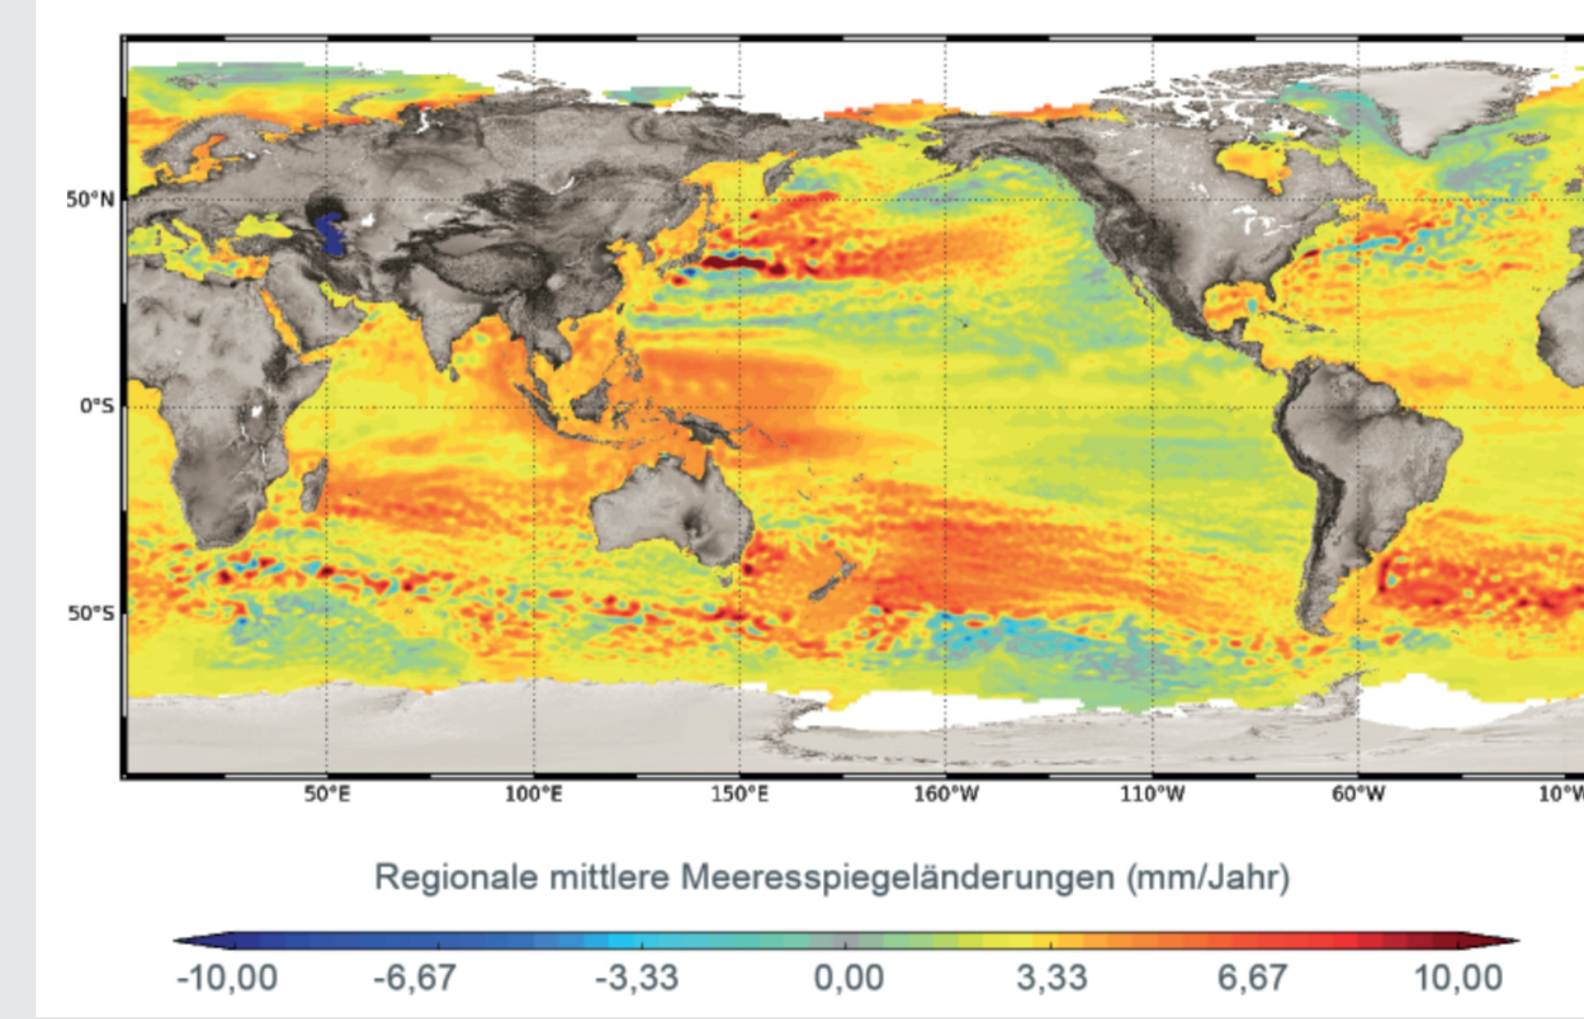 50°N
0°S
50°S
50°E 100°E 150°E 160°W 110°W 60°W 10°W
Regionale mittlere Meeresspiegeländerungen (mm/Jahr)
-10,00 -6,67 -3,33 0,00 3,33 6,67 10,00